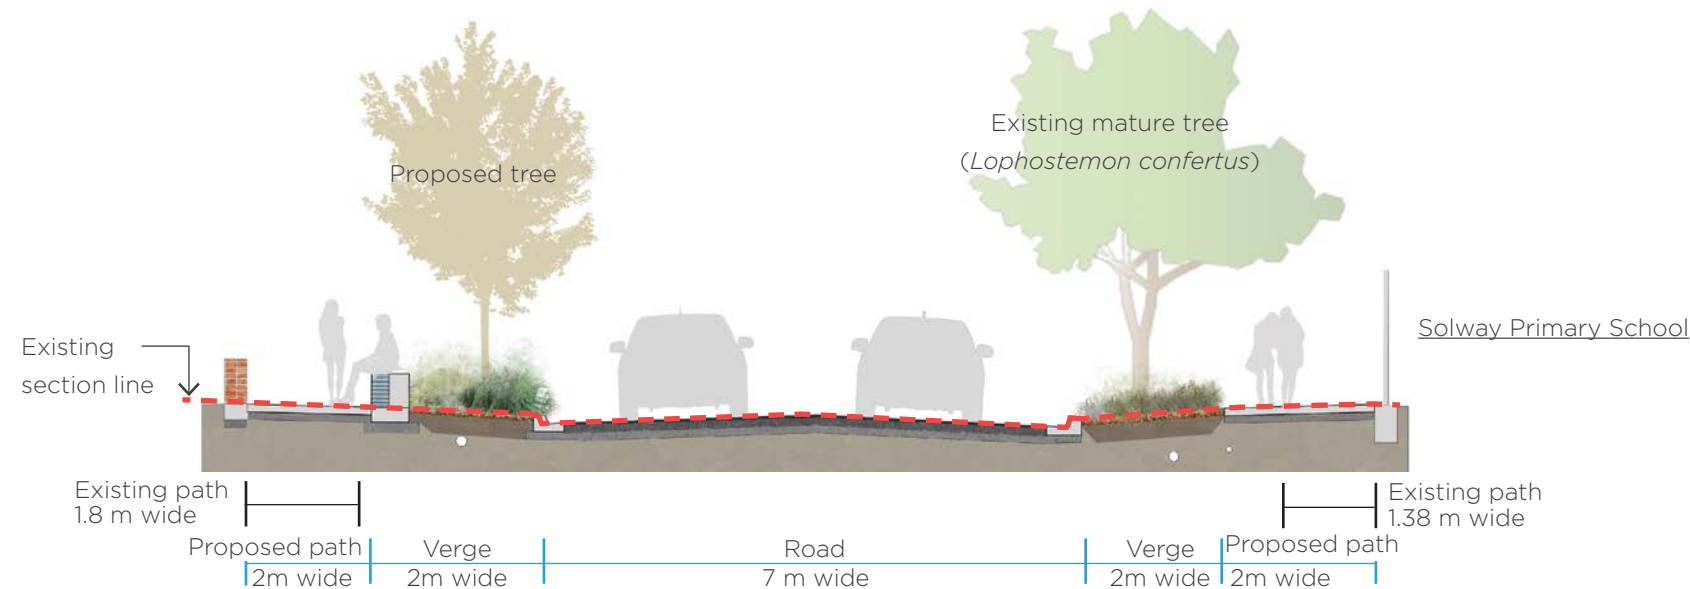 Proposed tree
Existing mature tree
(Lophostemon confertus)
Solway Primary School
Existing
section line
Existing path
1.8 m wide
Existing path
1.38 m wide
Proposed path
2m wide
Verge
2m wide
Road
7 m wide
Verge
2m wide
Proposed path
2m wide